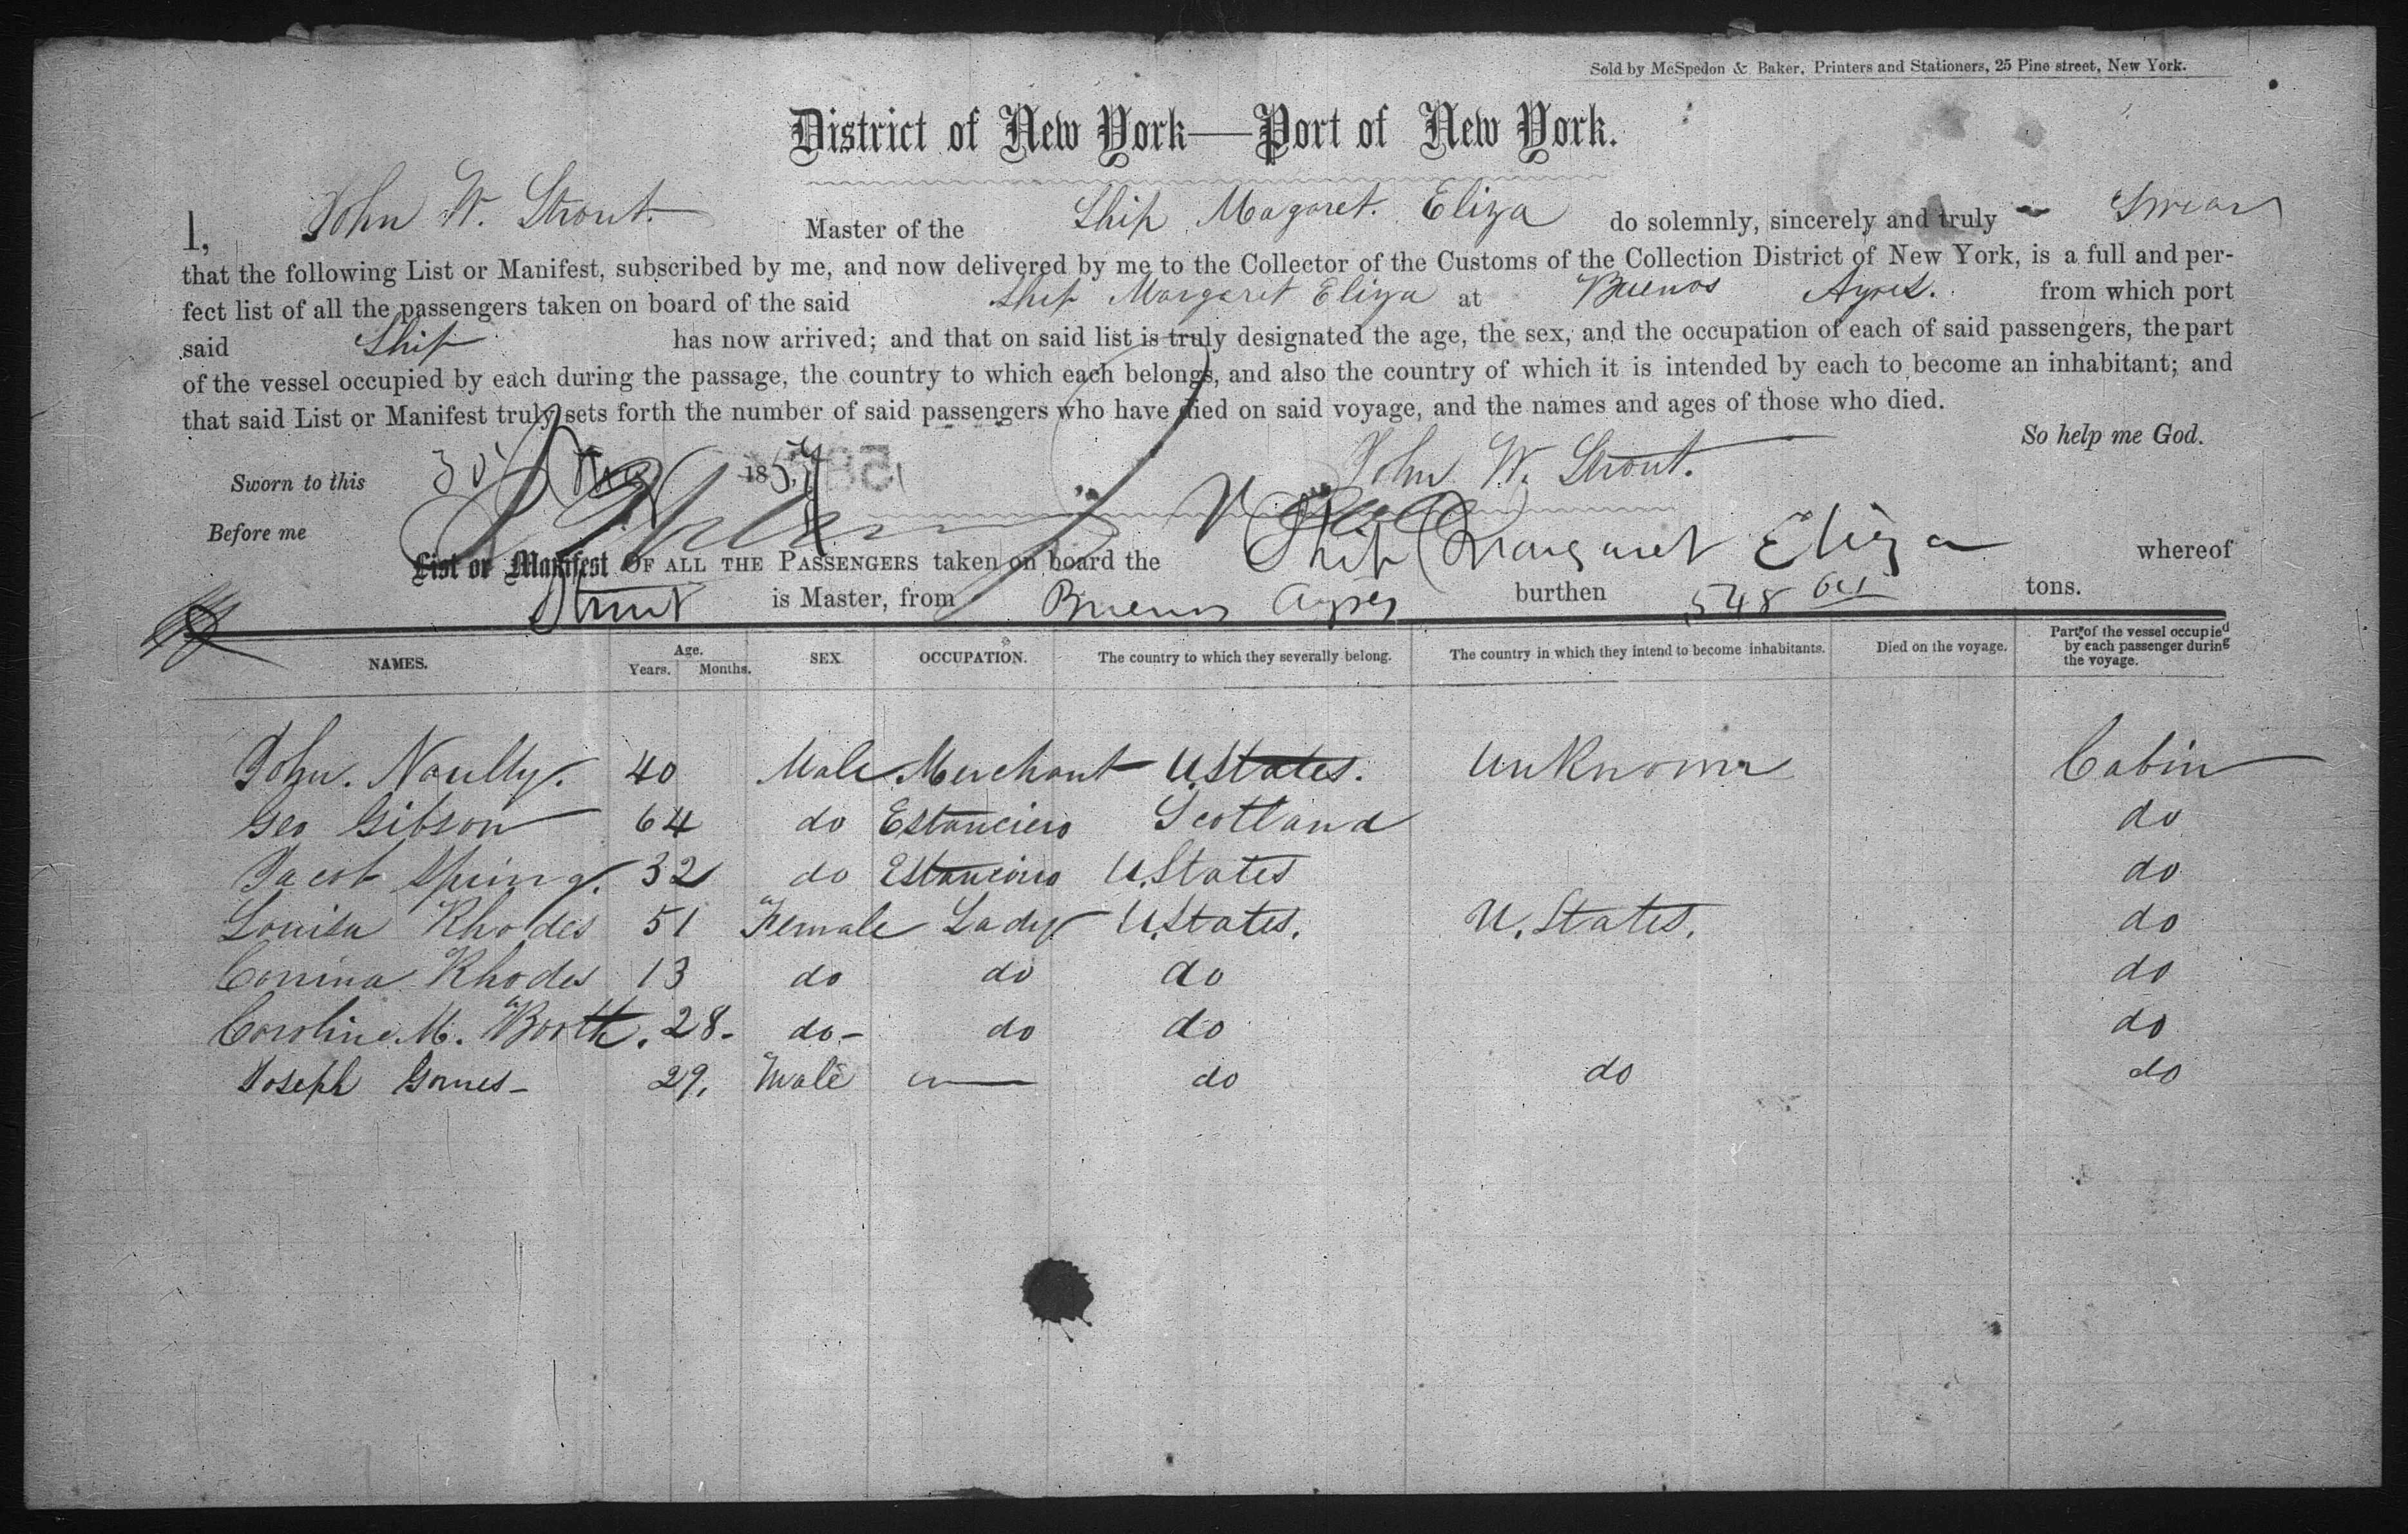 Sold by McSpedon & Baker, Printers and Stationers, 25 Pine street, New York.
District of New York—Port of New York.
I, John W. Strout. Master of the Ship Magaret. Eliza do solemnly, sincerely and truly Swear
that the following List or Manifest, subscribed by me, and now delivered by me to the Collector of the Customs of the Collection District of New York, is a full and per-
fect list of all the passengers taken on board of the said Ship Margaret Eliza at Buenos Ayres. from which port
said Ship has now arrived; and that on said list is truly designated the age, the sex, and the occupation of each of said passengers, the part
of the vessel occupied by each during the passage, the country to which each belongs, and also the country of which it is intended by each to become an inhabitant; and
that said List or Manifest truly sets forth the number of said passengers who have died on said voyage, and the names and ages of those who died.
So help me God.
Sworn to this 30 Aug 1857 John W. Strout.
Before me
List or Manifest OF ALL THE PASSENGERS taken on board the Ship Margaret Eliza whereof
Strout is Master, from Buenos Ayres burthen 548 tons.
NAMES. Age. Years. Months. SEX OCCUPATION. The country to which they severally belong. The country in which they intend to become inhabitants. Died on the voyage. Part of the vessel occupied by each passenger during the voyage.
John. 40 Male Merchant U States. Unknown Cabin
Geo Gibson 64 do Estanciero Scotland do
Jacob Spring. 32 do Estanciero U. States do
Louisa Rhodes 51 Female Lady U. States. U. States. do
Corrina Rhodes 13 do do do do
Caroline M. Booth. 28- do- do do do
Joseph Gomes- 29, Male — do do do